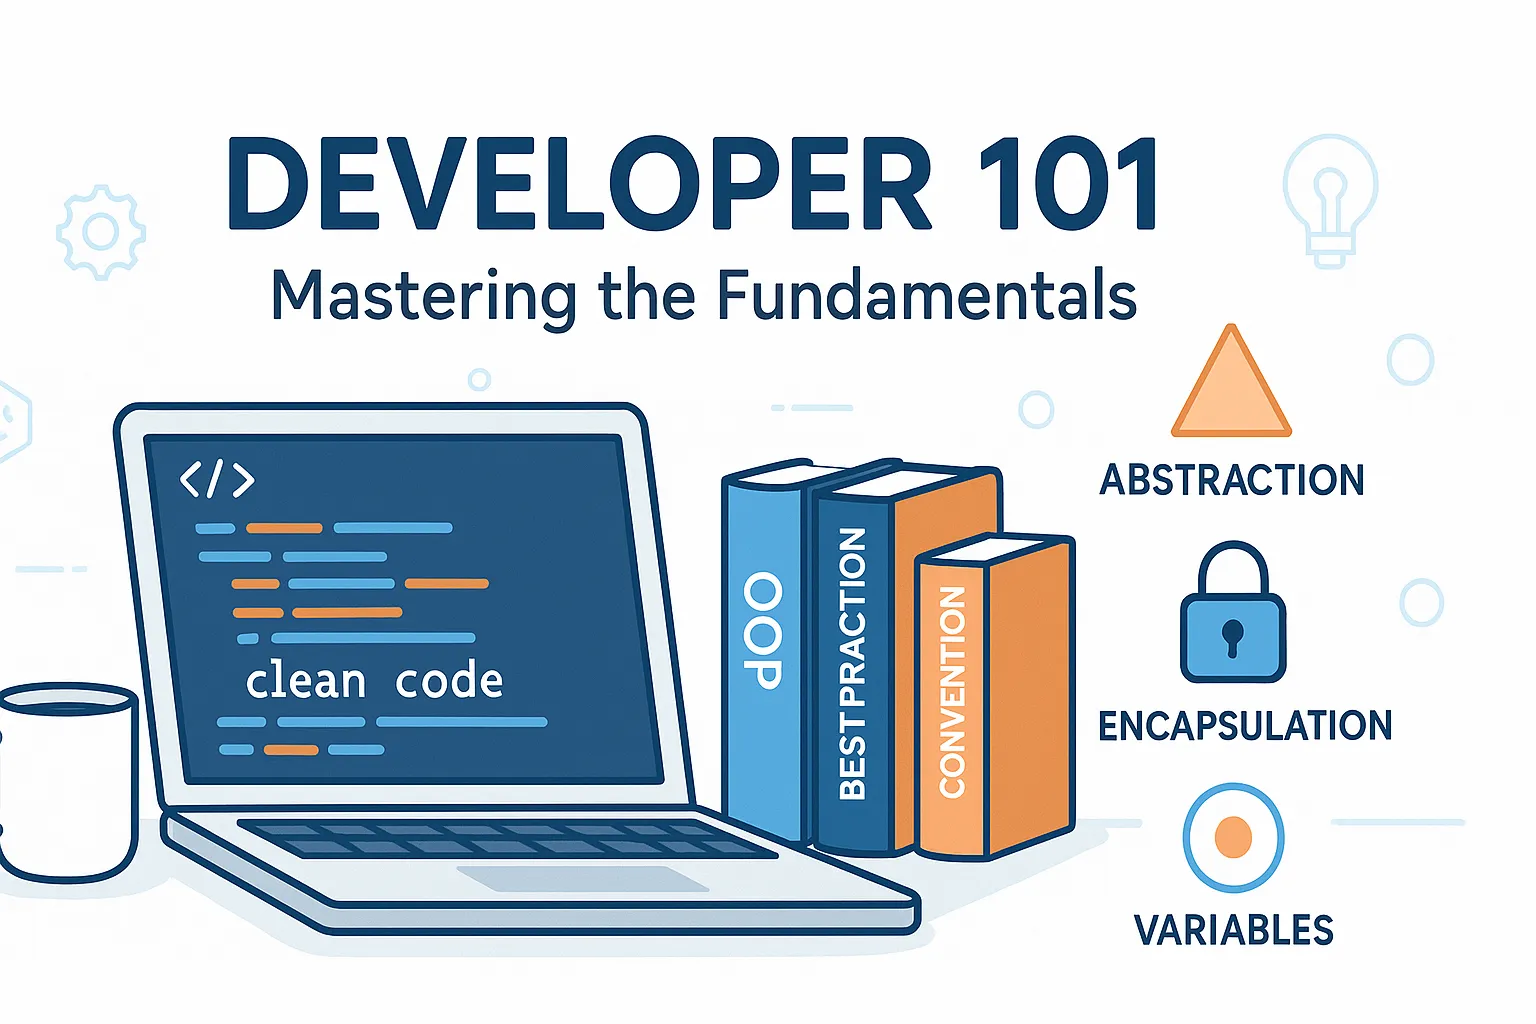 DEVELOPER 101
Mastering the Fundamentals
</>
clean code
OOP
BESTPRACTION
CONVENTION
ABSTRACTION
ENCAPSULATION
VARIABLES